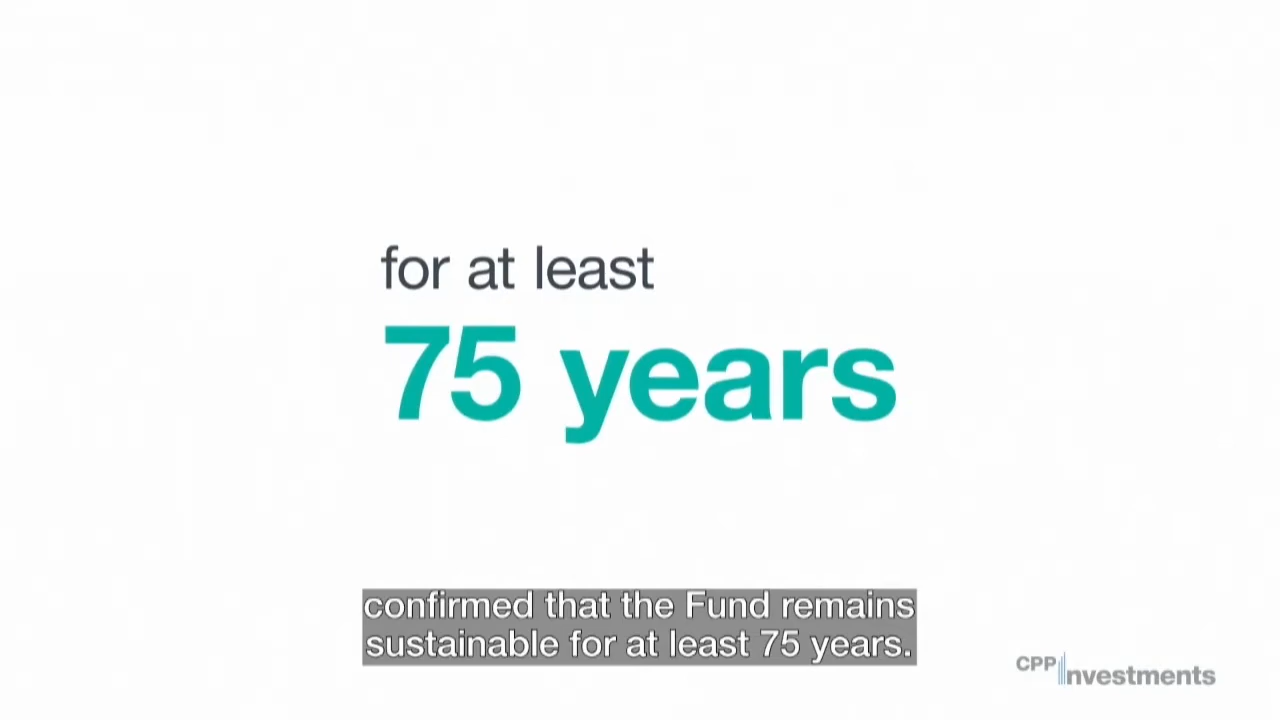 for at least
75 years
confirmed that the Fund remains
sustainable for at least 75 years.
CPP
Investments